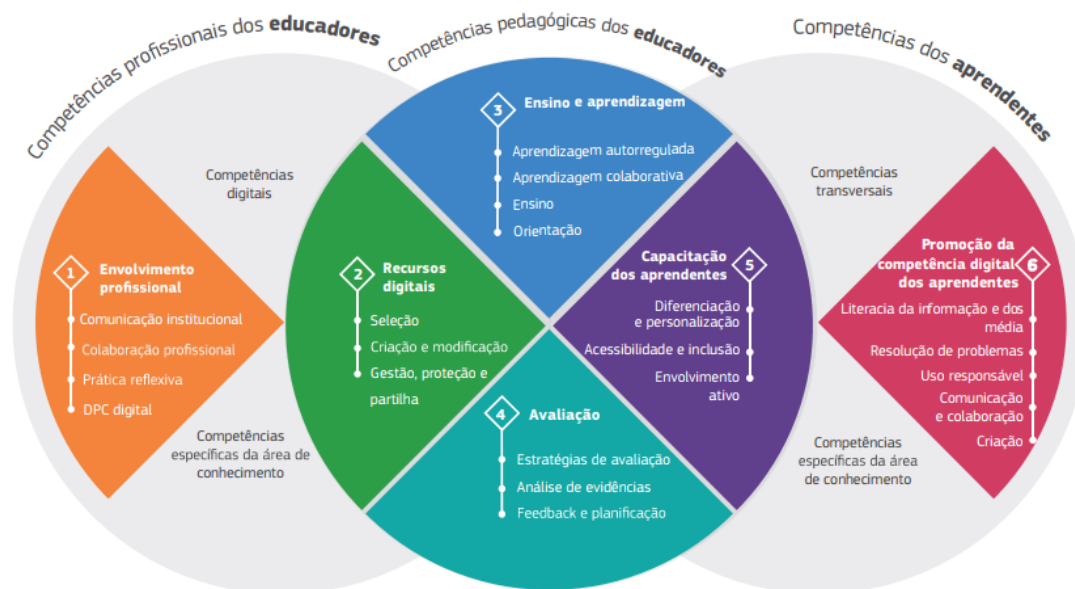 Competências profissionais dos educadores
Competências pedagógicas dos educadores
Competências dos aprendentes
Competências
digitais
Competências
específicas da área de
conhecimento
1
Envolvimento
profissional
Comunicação institucional
Colaboração profissional
Prática reflexiva
DPC digital
2
Recursos
digitais
Seleção
Criação e modificação
Gestão, proteção e
partilha
3
Ensino e aprendizagem
Aprendizagem autorregulada
Aprendizagem colaborativa
Ensino
Orientação
4
Avaliação
Estratégias de avaliação
Análise de evidências
Feedback e planificação
Capacitação
dos aprendentes
5
Diferenciação
e personalização
Acessibilidade e inclusão
Envolvimento
ativo
Competências
transversais
Competências
específicas da área
de conhecimento
Promoção da
competência digital
dos aprendentes
6
Literacia da informação e dos
média
Resolução de problemas
Uso responsável
Comunicação
e colaboração
Criação